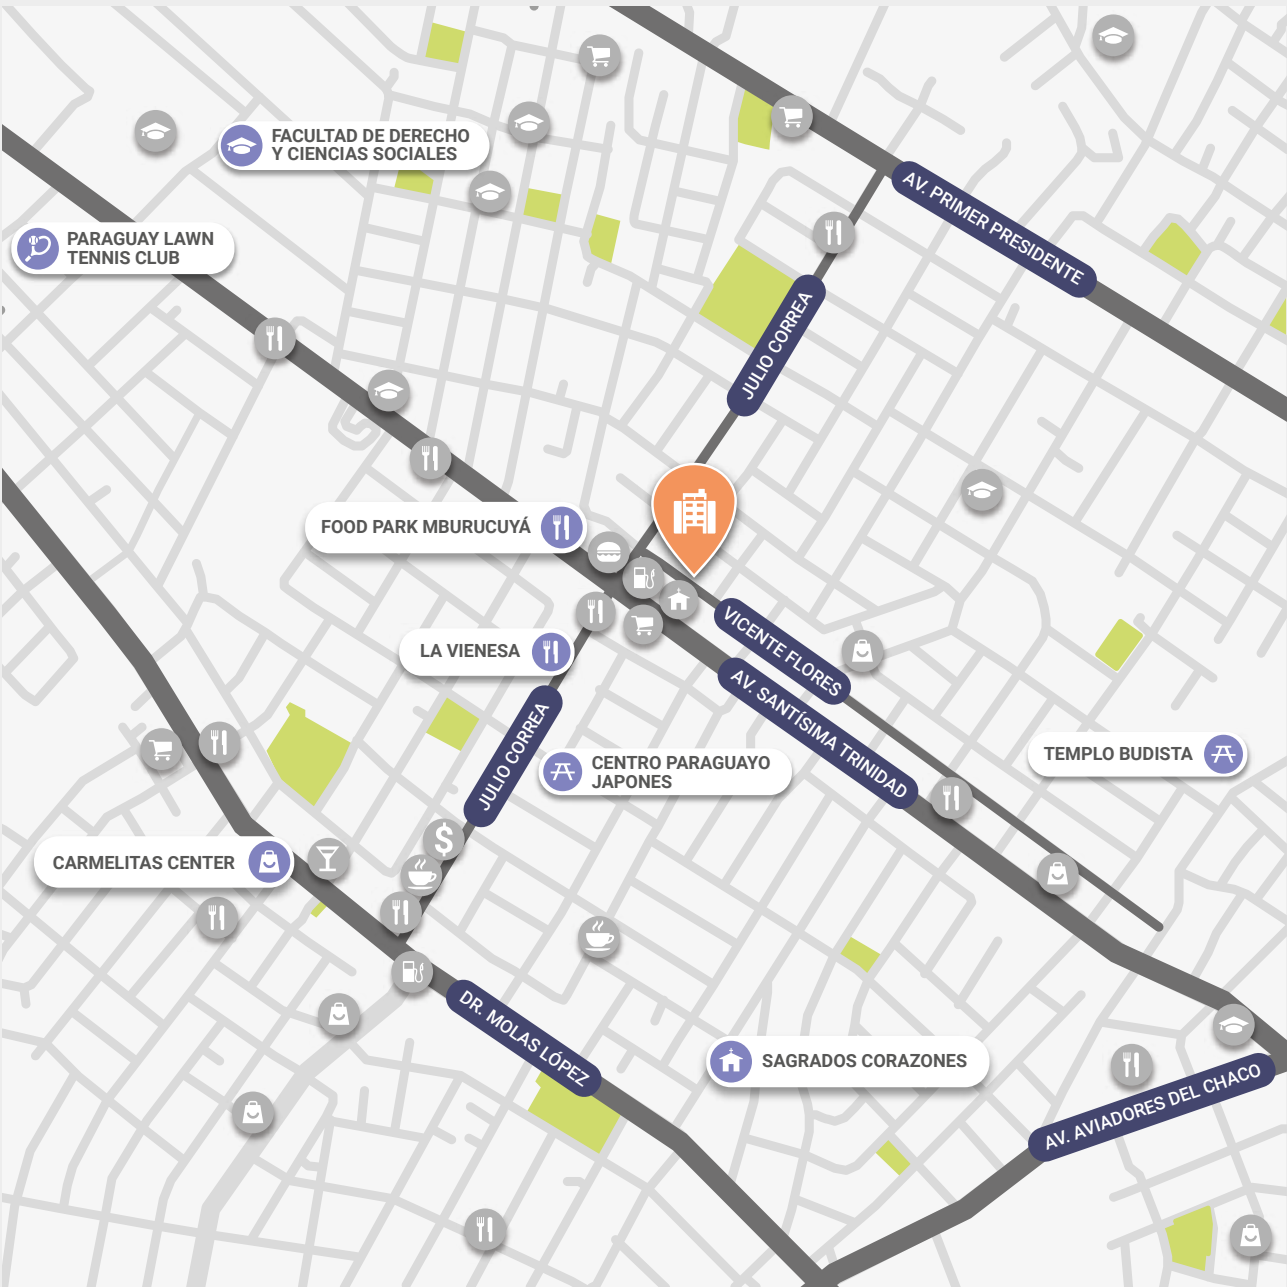 FACULTAD DE DERECHO
Y CIENCIAS SOCIALES
AV. PRIMER PRESIDENTE
PARAGUAY LAWN
TENNIS CLUB
JULIO CORREA
FOOD PARK MBURUCUYÁ
VICENTE FLORES
LA VIENESA
AV. SANTÍSIMA TRINIDAD
JULIO CORREA
CENTRO PARAGUAYO
JAPONES
TEMPLO BUDISTA
$
CARMELITAS CENTER
DR. MOLAS LÓPEZ
SAGRADOS CORAZONES
AV. AVIADORES DEL CHACO